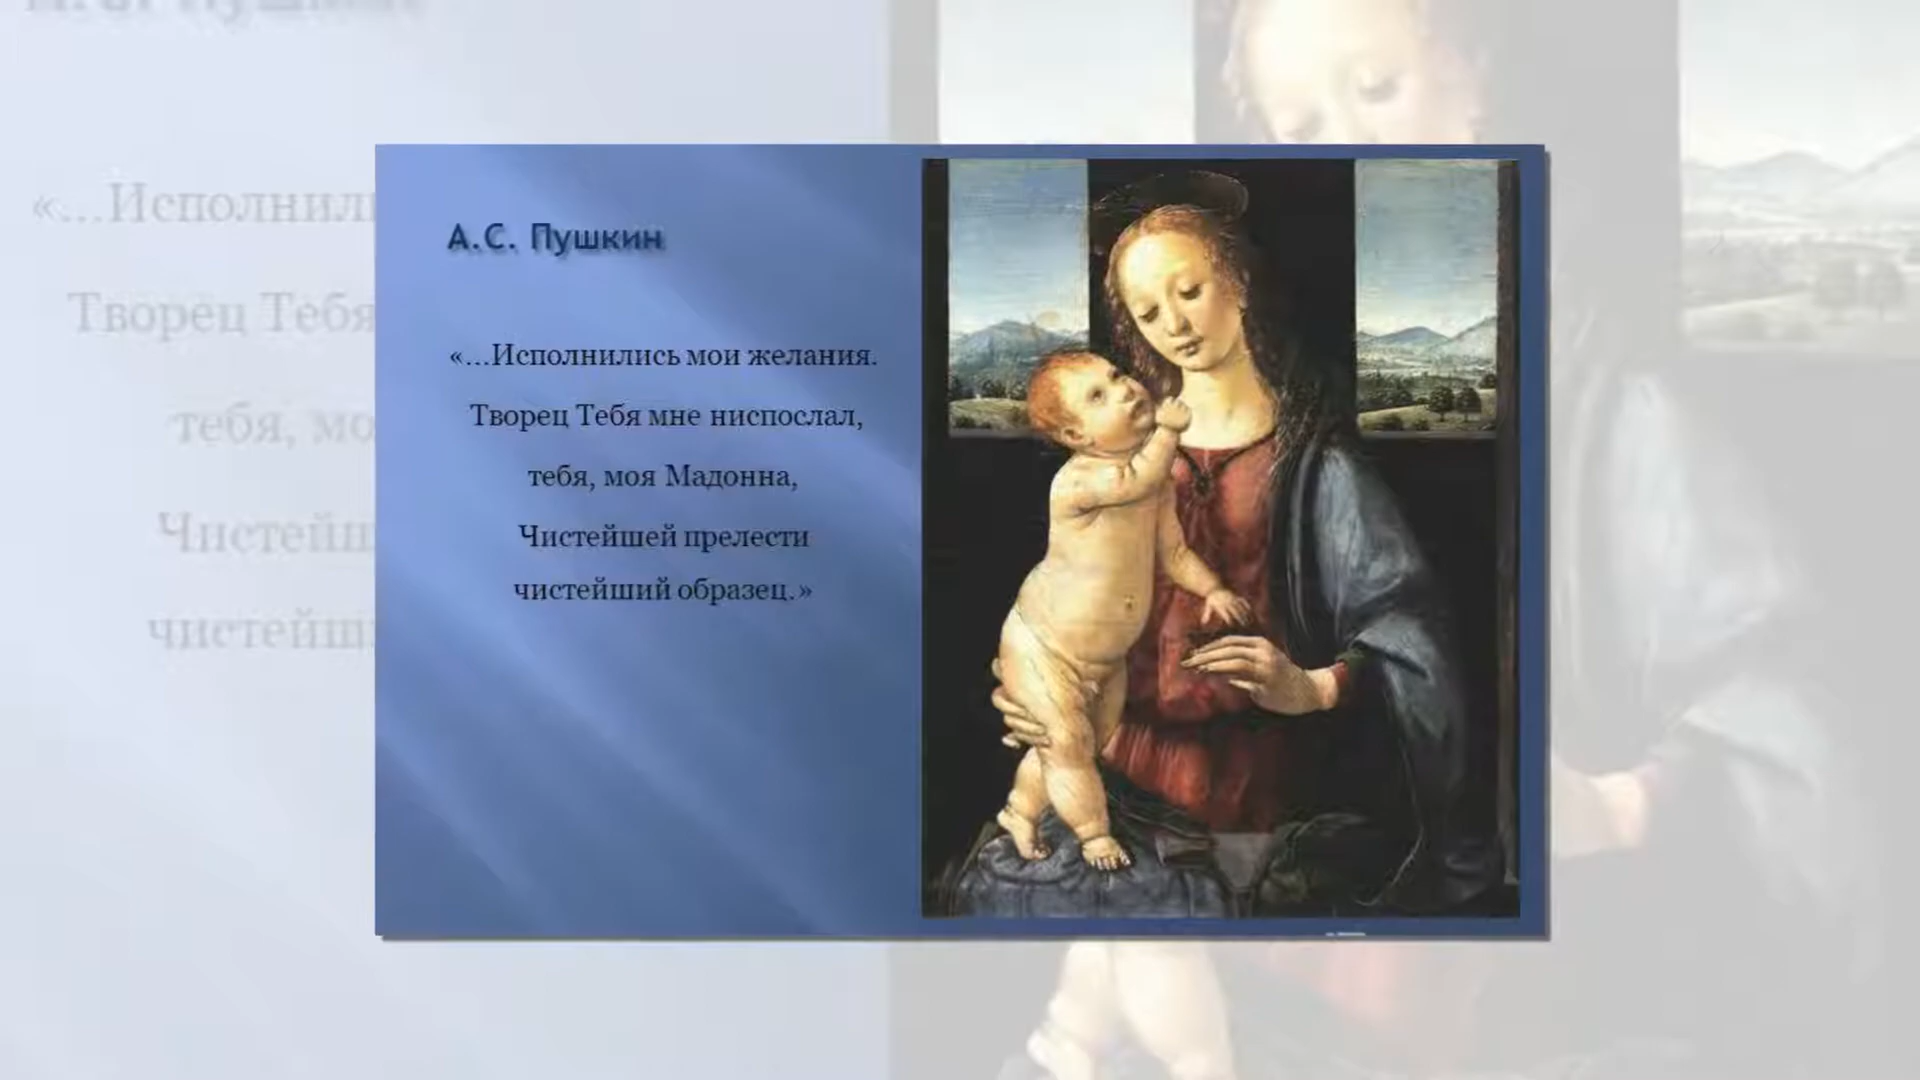 А.С. Пушкин
«...Исполнились мои желания.
Творец Тебя мне ниспослал,
тебя, моя Мадонна,
Чистейшей прелести
чистейший образец.»